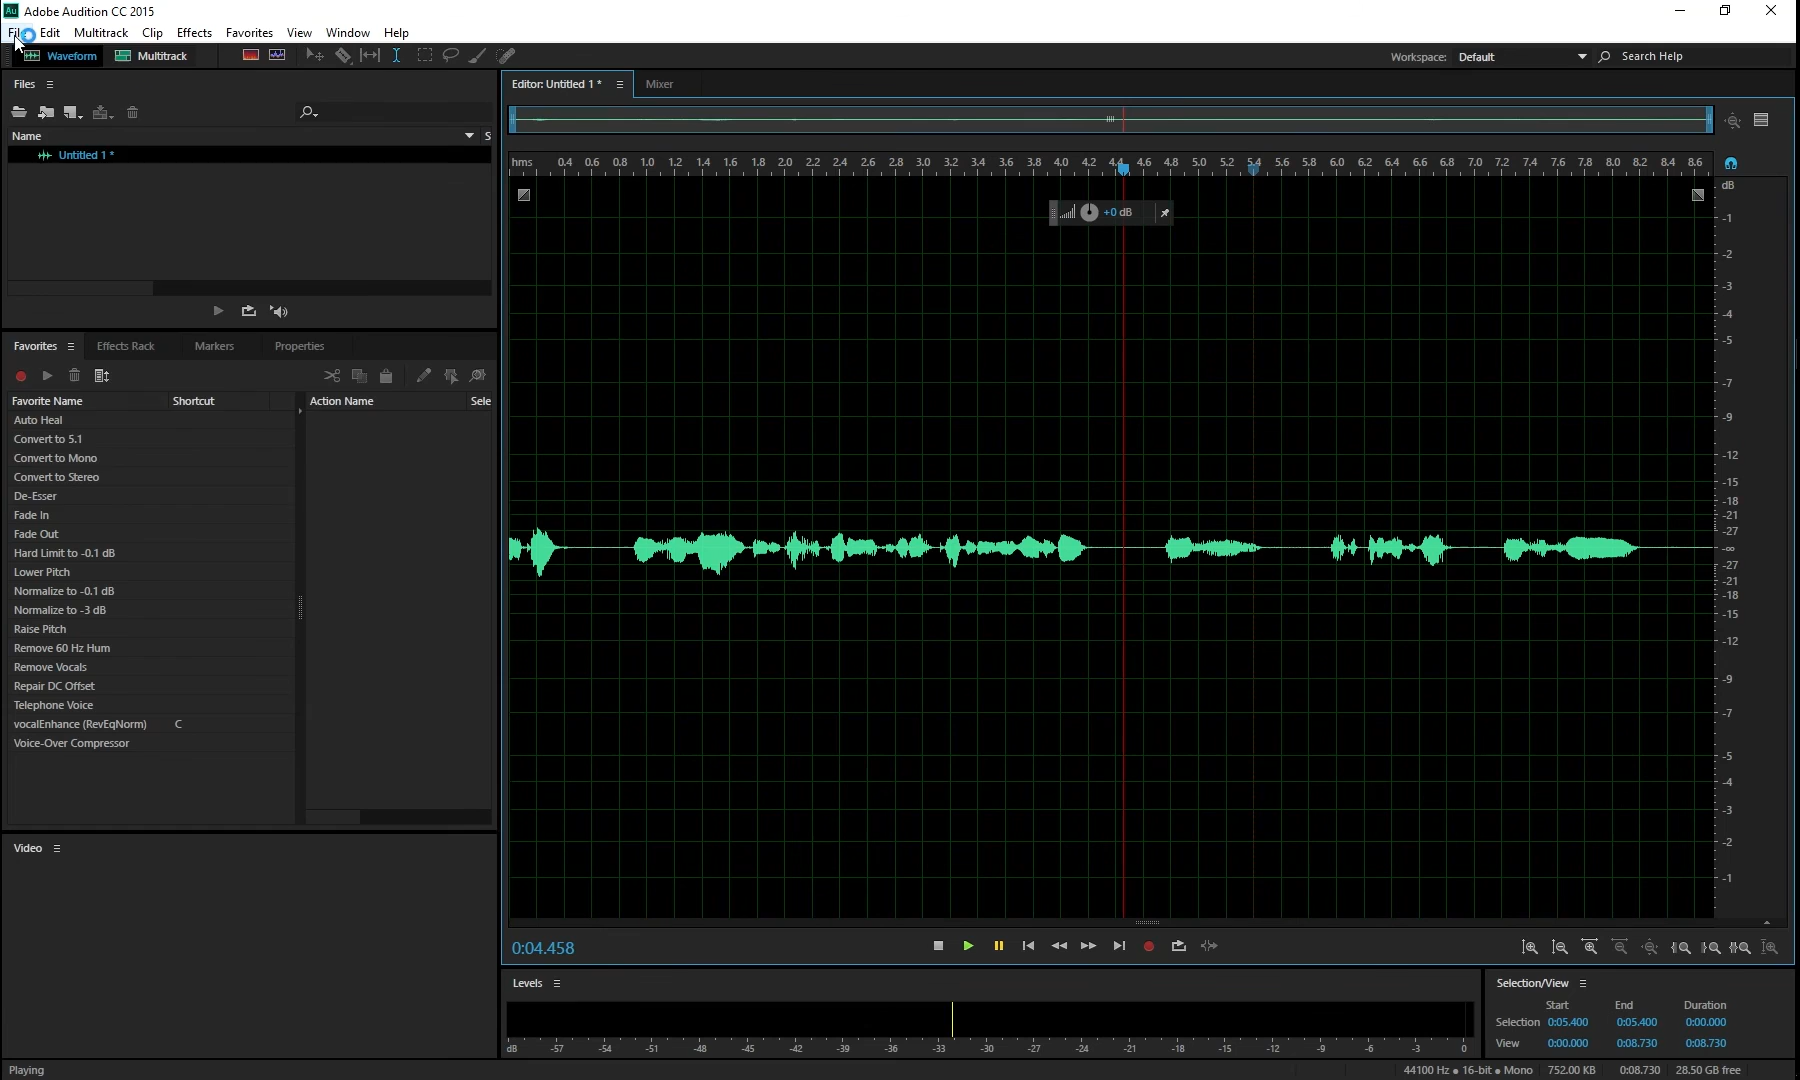 Au Adobe Audition CC 2015
File Edit Multitrack Clip Effects Favorites View Window Help
Waveform Multitrack
Workspace: Default Search Help
Files
Name S
Untitled 1 *
Favorites Effects Rack Markers Properties
Favorite Name Shortcut
Auto Heal
Convert to 5.1
Convert to Mono
Convert to Stereo
De-Esser
Fade In
Fade Out
Hard Limit to -0.1 dB
Lower Pitch
Normalize to -0.1 dB
Normalize to -3 dB
Raise Pitch
Remove 60 Hz Hum
Remove Vocals
Repair DC Offset
Telephone Voice
vocalEnhance (RevEqNorm) C
Voice-Over Compressor
Action Name Sele
Video
Editor: Untitled 1 * Mixer
hms 0.4 0.6 0.8 1.0 1.2 1.4 1.6 1.8 2.0 2.2 2.4 2.6 2.8 3.0 3.2 3.4 3.6 3.8 4.0 4.2 4.4 4.6 4.8 5.0 5.2 5.4 5.6 5.8 6.0 6.2 6.4 6.6 6.8 7.0 7.2 7.4 7.6 7.8 8.0 8.2 8.4 8.6
+0 dB
dB
-1
-2
-3
-4
-5
-7
-9
-12
-15
-18
-21
-27
-∞
-27
-21
-18
-15
-12
-9
-7
-5
-4
-3
-2
-1
0:04.458
Levels
dB -57 -54 -51 -48 -45 -42 -39 -36 -33 -30 -27 -24 -21 -18 -15 -12 -9 -6 -3 0
Selection/View
Start End Duration
Selection 0:05.400 0:05.400 0:00.000
View 0:00.000 0:08.730 0:08.730
Playing
44100 Hz • 16-bit • Mono 752.00 KB 0:08.730 28.50 GB free